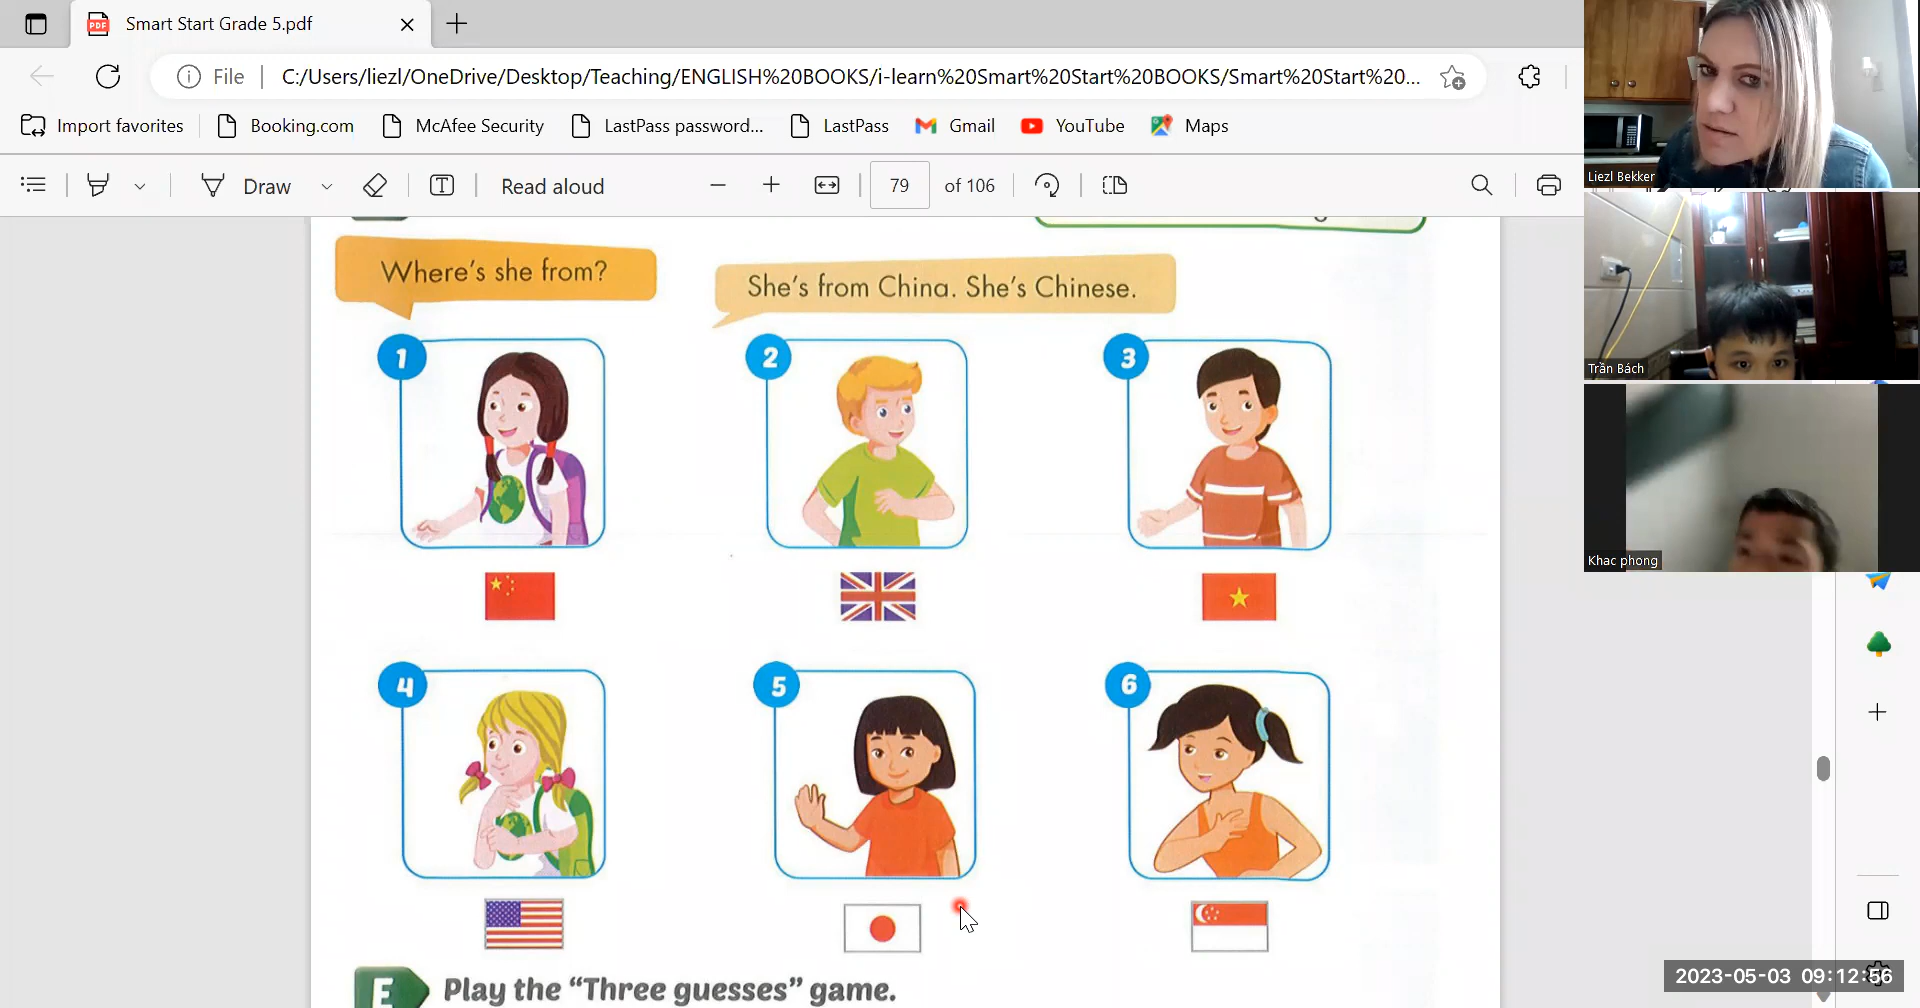 Smart Start Grade 5.pdf
File
C:/Users/liezl/OneDrive/Desktop/Teaching/ENGLISH%20BOOKS/i-learn%20Smart%20Start%20BOOKS/Smart%20Start%20...
Import favorites
Booking.com
McAfee Security
LastPass password...
LastPass
Gmail
YouTube
Maps
Draw
Read aloud
79 of 106
Liezl Bekker
Trần Bách
Khac phong
Where's she from?
She's from China. She's Chinese.
1
2
3
4
5
6
E Play the “Three guesses” game.
2023-05-03 09:12:56